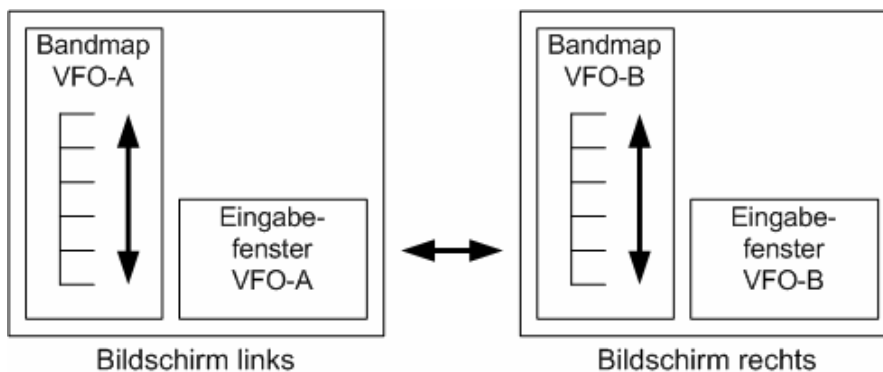 Bandmap
VFO-A
Eingabe-
fenster
VFO-A
Bildschirm links
Bandmap
VFO-B
Eingabe-
fenster
VFO-B
Bildschirm rechts